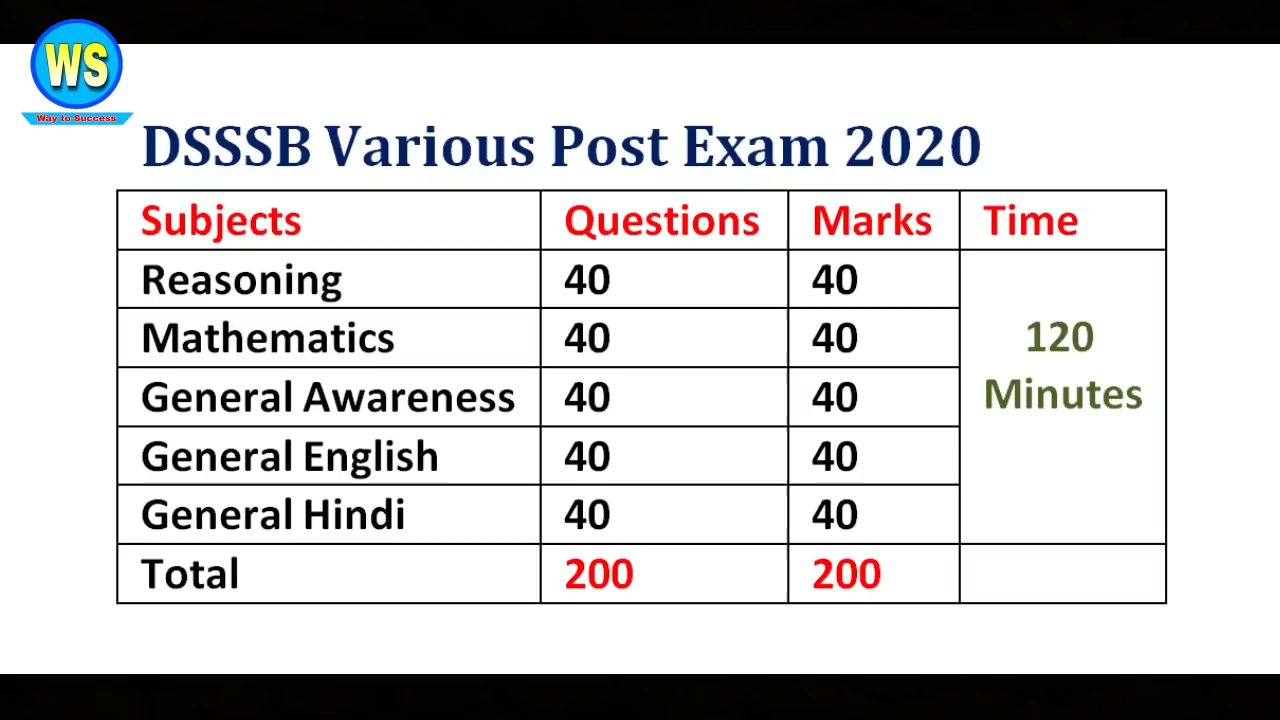 WS
Way to Success
DSSSB Various Post Exam 2020
Subjects Questions Marks Time
Reasoning 40 40
Mathematics 40 40 120
General Awareness 40 40 Minutes
General English 40 40
General Hindi 40 40
Total 200 200